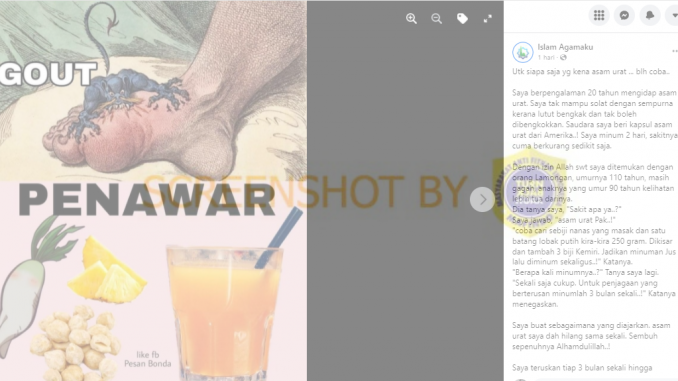 GOUT
PENAWAR
SCREENSHOT BY
like fb
Pesan Bonda
Islam Agamaku
1 hari ·
Utk siapa saja yg kena asam urat ... blh coba..
Saya berpengalaman 20 tahun mengidap asam
urat. Saya tak mampu solat dengan sempurna
kerana lutut bengkak dan tak boleh
dibengkokkan. Saudara saya beri kapsul asam
urat dari Amerika..! Saya minum 2 hari, sakitnya
cuma berkurang sedikit saja.
Dengan izin Allah swt saya ditemukan dengan
orang Lamongan, umurnya 110 tahun, masih
gagah, anaknya yang umur 90 tahun kelihatan
lebih tua darinya.
Dia tanya saya, "Sakit apa ya..?"
Saya jawab, "asam urat Pak..!"
"coba cari sebiji nanas yang masak dan satu
batang lobak putih kira-kira 250 gram. Dikisar
dan tambah 3 biji Kemiri. Jadikan minuman Jus
lalu diminum sekaligus..!" Katanya.
"Berapa kali minumnya..?" Tanya saya lagi.
"Sekali saja cukup. Untuk penjagaan yang
berterusan minumlah 3 bulan sekali..!" Katanya
menegaskan.
Saya buat sebagaimana yang diajarkan. asam
urat saya dah hilang sama sekali. Sembuh
sepenuhnya Alhamdulillah..!
Saya teruskan tiap 3 bulan sekali hingga